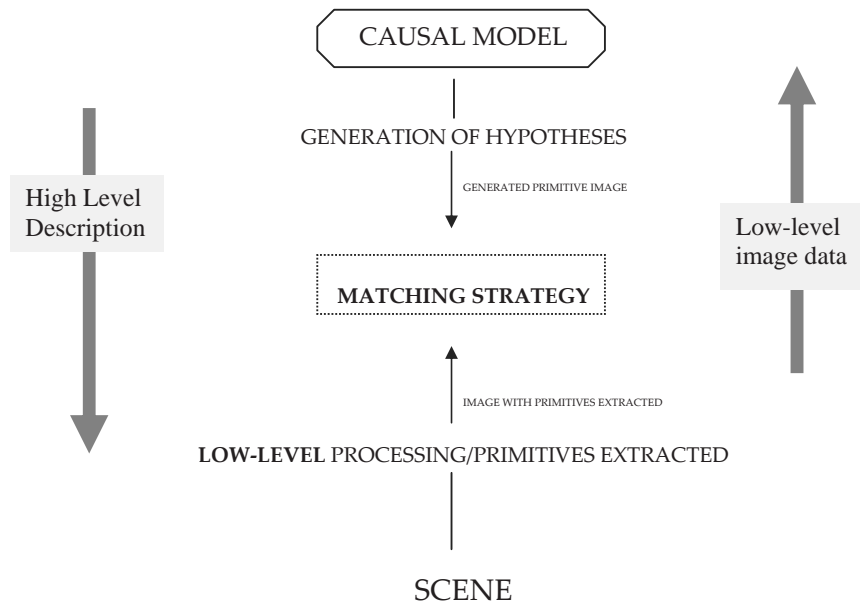 CAUSAL MODEL
GENERATION OF HYPOTHESES
GENERATED PRIMITIVE IMAGE
High Level
Description
Low-level
image data
MATCHING STRATEGY
IMAGE WITH PRIMITIVES EXTRACTED
LOW-LEVEL PROCESSING/PRIMITIVES EXTRACTED
SCENE